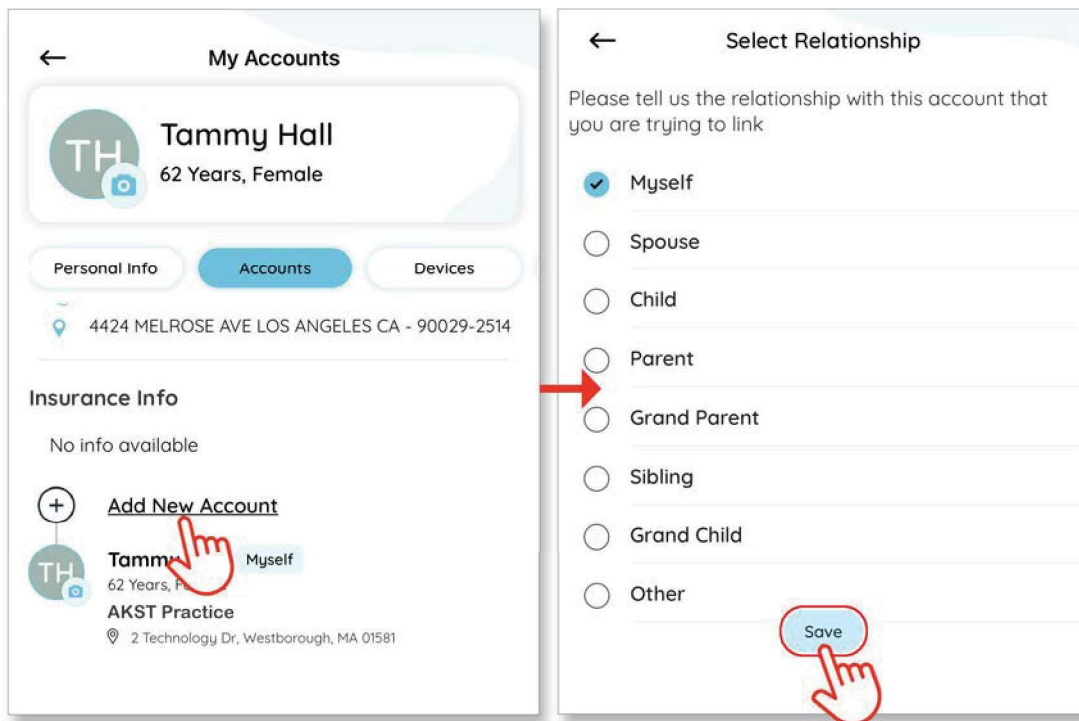 My Accounts
TH
Tammy Hall
62 Years, Female
Personal Info
Accounts
Devices
4424 MELROSE AVE LOS ANGELES CA - 90029-2514
Insurance Info
No info available
Add New Account
TH
Tammy
Myself
62 Years,
AKST Practice
2 Technology Dr, Westborough, MA 01581
Select Relationship
Please tell us the relationship with this account that
you are trying to link
Myself
Spouse
Child
Parent
Grand Parent
Sibling
Grand Child
Other
Save